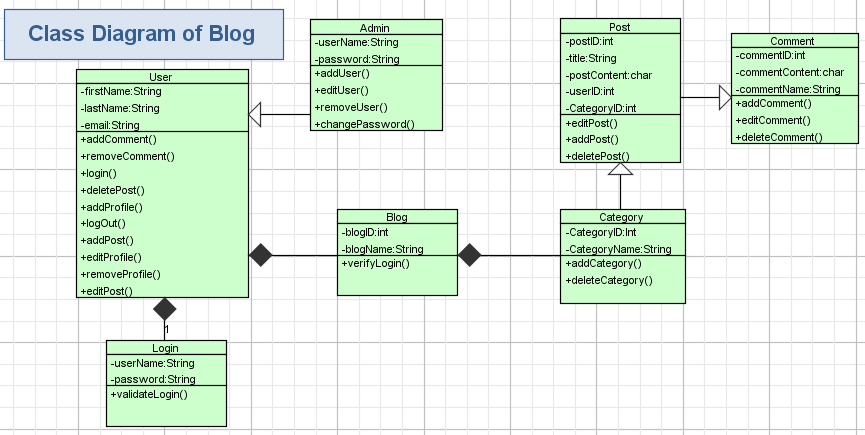 Class Diagram of Blog
User
-firstName:String
-lastName:String
-email:String
+addComment()
+removeComment()
+login()
+deletePost()
+addProfile()
+logOut()
+addPost()
+editProfile()
+removeProfile()
+editPost()
Admin
-userName:String
-password:String
+addUser()
+editUser()
+removeUser()
+changePassword()
Post
-postID:int
-title:String
-postContent:char
-userID:int
-CategoryID:int
+editPost()
+addPost()
+deletePost()
Comment
-commentID:int
-commentContent:char
-commentName:String
+addComment()
+editComment()
+deleteComment()
Blog
-blogID:int
-blogName:String
+verifyLogin()
Category
-CategoryID:Int
-CategoryName:String
+addCategory()
+deleteCategory()
1
Login
-userName:String
-password:String
+validateLogin()